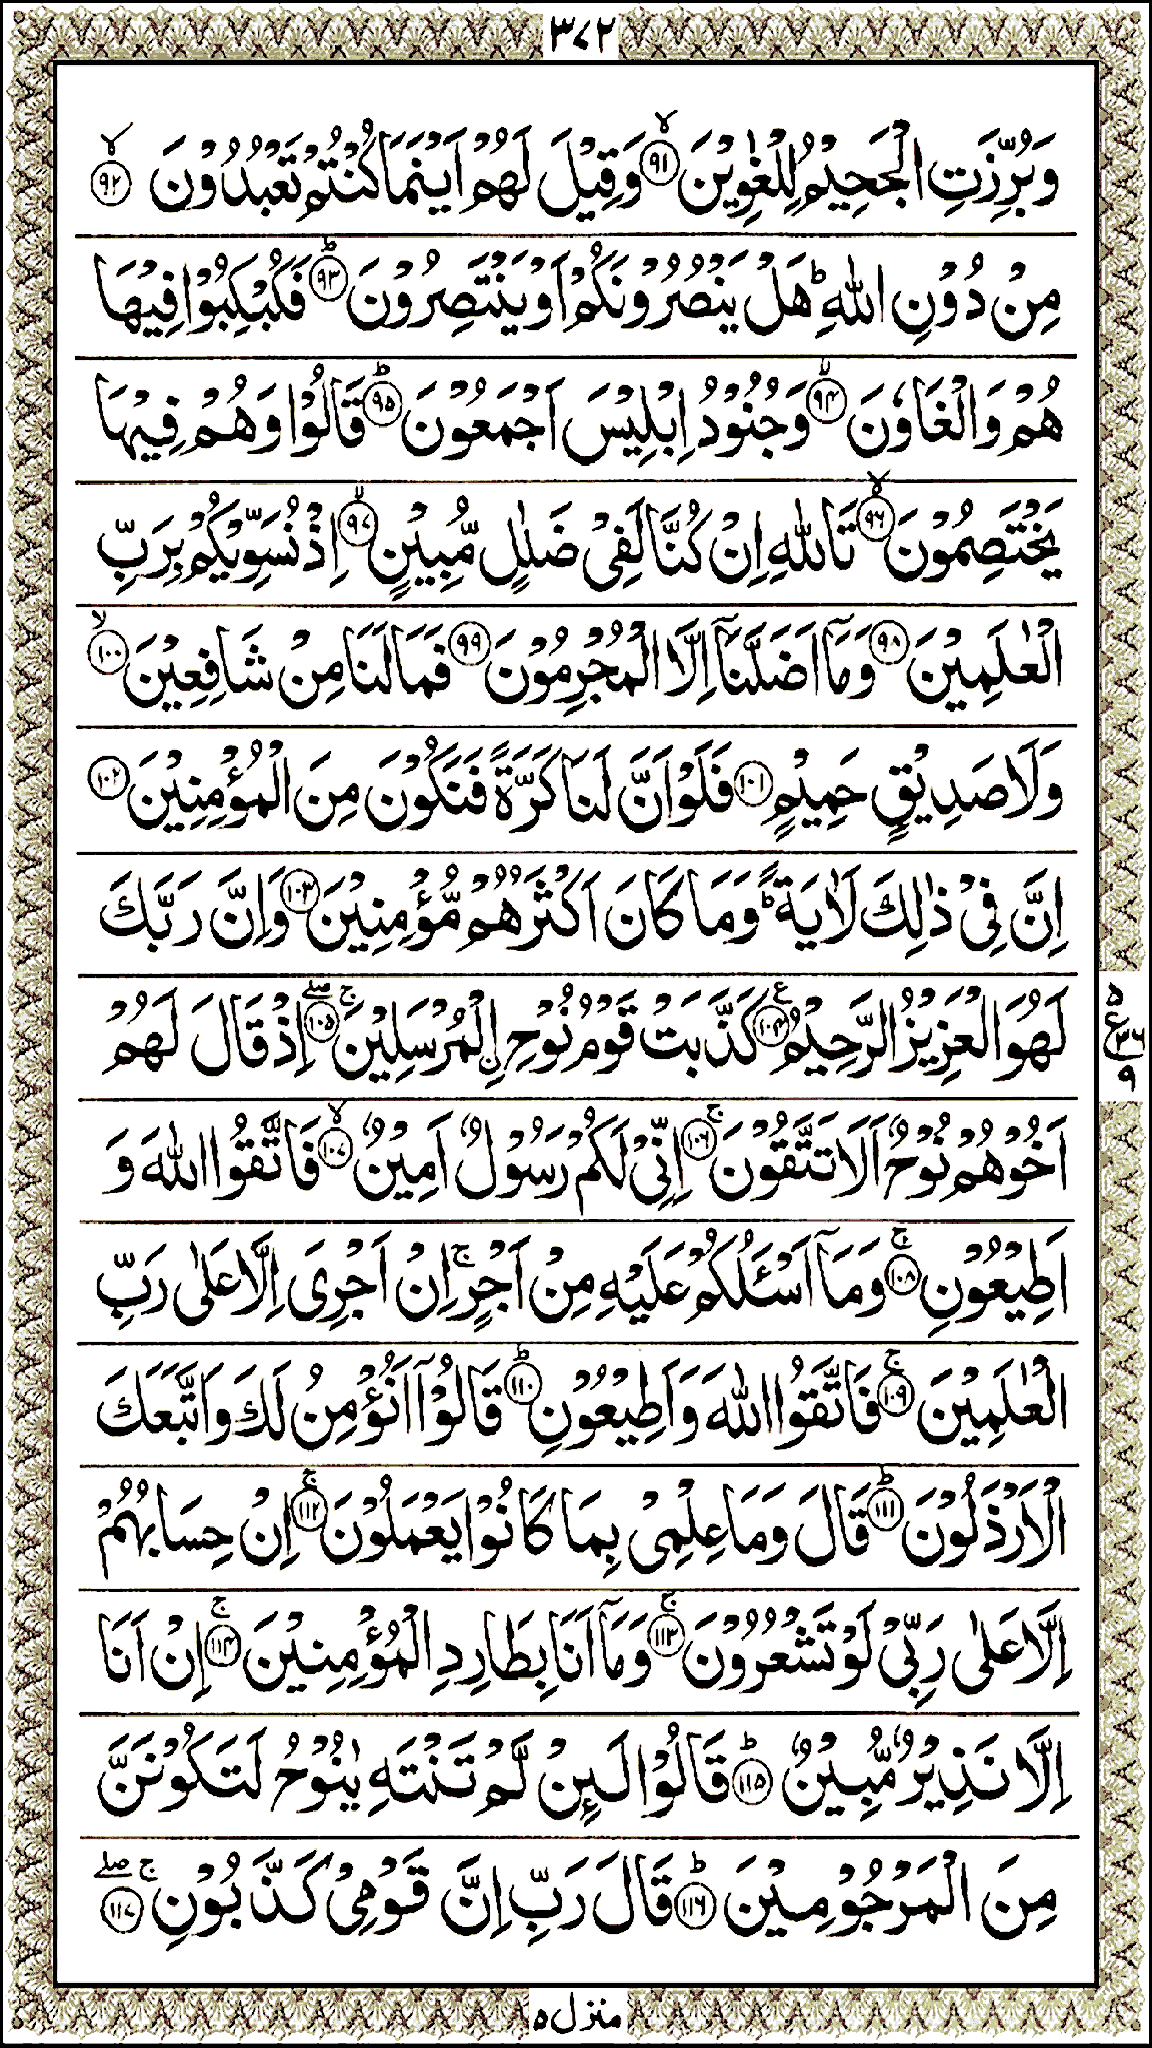 ٣٧٢
وَبُرِّزَتِ الْجَحِيْمُ لِلْغٰوِيْنَ ۙ﴿٩١﴾ وَقِيْلَ لَهُمْ اَيْنَمَا كُنْتُمْ تَعْبُدُوْنَ ۙ﴿٩٢﴾
مِنْ دُوْنِ اللّٰهِ ؕ هَلْ يَنْصُرُوْنَكُمْ اَوْ يَنْتَصِرُوْنَ ؕ﴿٩٣﴾ فَكُبْكِبُوْا فِيْهَا
هُمْ وَالْغَاوٗنَ ۙ﴿٩٤﴾ وَجُنُوْدُ اِبْلِيْسَ اَجْمَعُوْنَ ؕ﴿٩٥﴾ قَالُوْا وَهُمْ فِيْهَا
يَخْتَصِمُوْنَ ۙ﴿٩٦﴾ تَاللّٰهِ اِنْ كُنَّا لَفِيْ ضَلٰلٍ مُّبِيْنٍ ۙ﴿٩٧﴾ اِذْ نُسَوِّيْكُمْ بِرَبِّ
الْعٰلَمِيْنَ ﴿٩٨﴾ وَمَاۤ اَضَلَّنَاۤ اِلَّا الْمُجْرِمُوْنَ ﴿٩٩﴾ فَمَا لَنَا مِنْ شَافِعِيْنَ ۙ﴿١٠٠﴾
وَلَا صَدِيْقٍ حَمِيْمٍ ﴿١٠١﴾ فَلَوْ اَنَّ لَنَا كَرَّةً فَنَكُوْنَ مِنَ الْمُؤْمِنِيْنَ ﴿١٠٢﴾
اِنَّ فِيْ ذٰلِكَ لَاٰيَةً ؕ وَمَا كَانَ اَكْثَرُهُمْ مُّؤْمِنِيْنَ ﴿١٠٣﴾ وَاِنَّ رَبَّكَ
لَهُوَ الْعَزِيْزُ الرَّحِيْمُ ﴿١٠٤﴾ ع كَذَّبَتْ قَوْمُ نُوْحِ ۨالْمُرْسَلِيْنَ ۚۖ﴿١٠٥﴾ اِذْ قَالَ لَهُمْ
اَخُوْهُمْ نُوْحٌ اَلَا تَتَّقُوْنَ ۚ﴿١٠٦﴾ اِنِّيْ لَكُمْ رَسُوْلٌ اَمِيْنٌ ۙ﴿١٠٧﴾ فَاتَّقُوا اللّٰهَ وَ
اَطِيْعُوْنِ ۚ﴿١٠٨﴾ وَمَاۤ اَسْـَٔلُكُمْ عَلَيْهِ مِنْ اَجْرٍ ۚ اِنْ اَجْرِيَ اِلَّا عَلٰى رَبِّ
الْعٰلَمِيْنَ ۚ﴿١٠٩﴾ فَاتَّقُوا اللّٰهَ وَاَطِيْعُوْنِ ؕ﴿١١٠﴾ قَالُوْۤا اَنُؤْمِنُ لَكَ وَاتَّبَعَكَ
الْاَرْذَلُوْنَ ؕ﴿١١١﴾ قَالَ وَمَا عِلْمِيْ بِمَا كَانُوْا يَعْمَلُوْنَ ۚ﴿١١٢﴾ اِنْ حِسَابُهُمْ
اِلَّا عَلٰى رَبِّيْ لَوْ تَشْعُرُوْنَ ۚ﴿١١٣﴾ وَمَاۤ اَنَا بِطَارِدِ الْمُؤْمِنِيْنَ ۚ﴿١١٤﴾ اِنْ اَنَا
اِلَّا نَذِيْرٌ مُّبِيْنٌ ؕ﴿١١٥﴾ قَالُوْا لَىِٕنْ لَّمْ تَنْتَهِ يٰنُوْحُ لَتَكُوْنَنَّ
مِنَ الْمَرْجُوْمِيْنَ ؕ﴿١١٦﴾ قَالَ رَبِّ اِنَّ قَوْمِيْ كَذَّبُوْنِ ۚۖ﴿١١٧﴾
٥
ع ٣٦
٩
منزل ٥